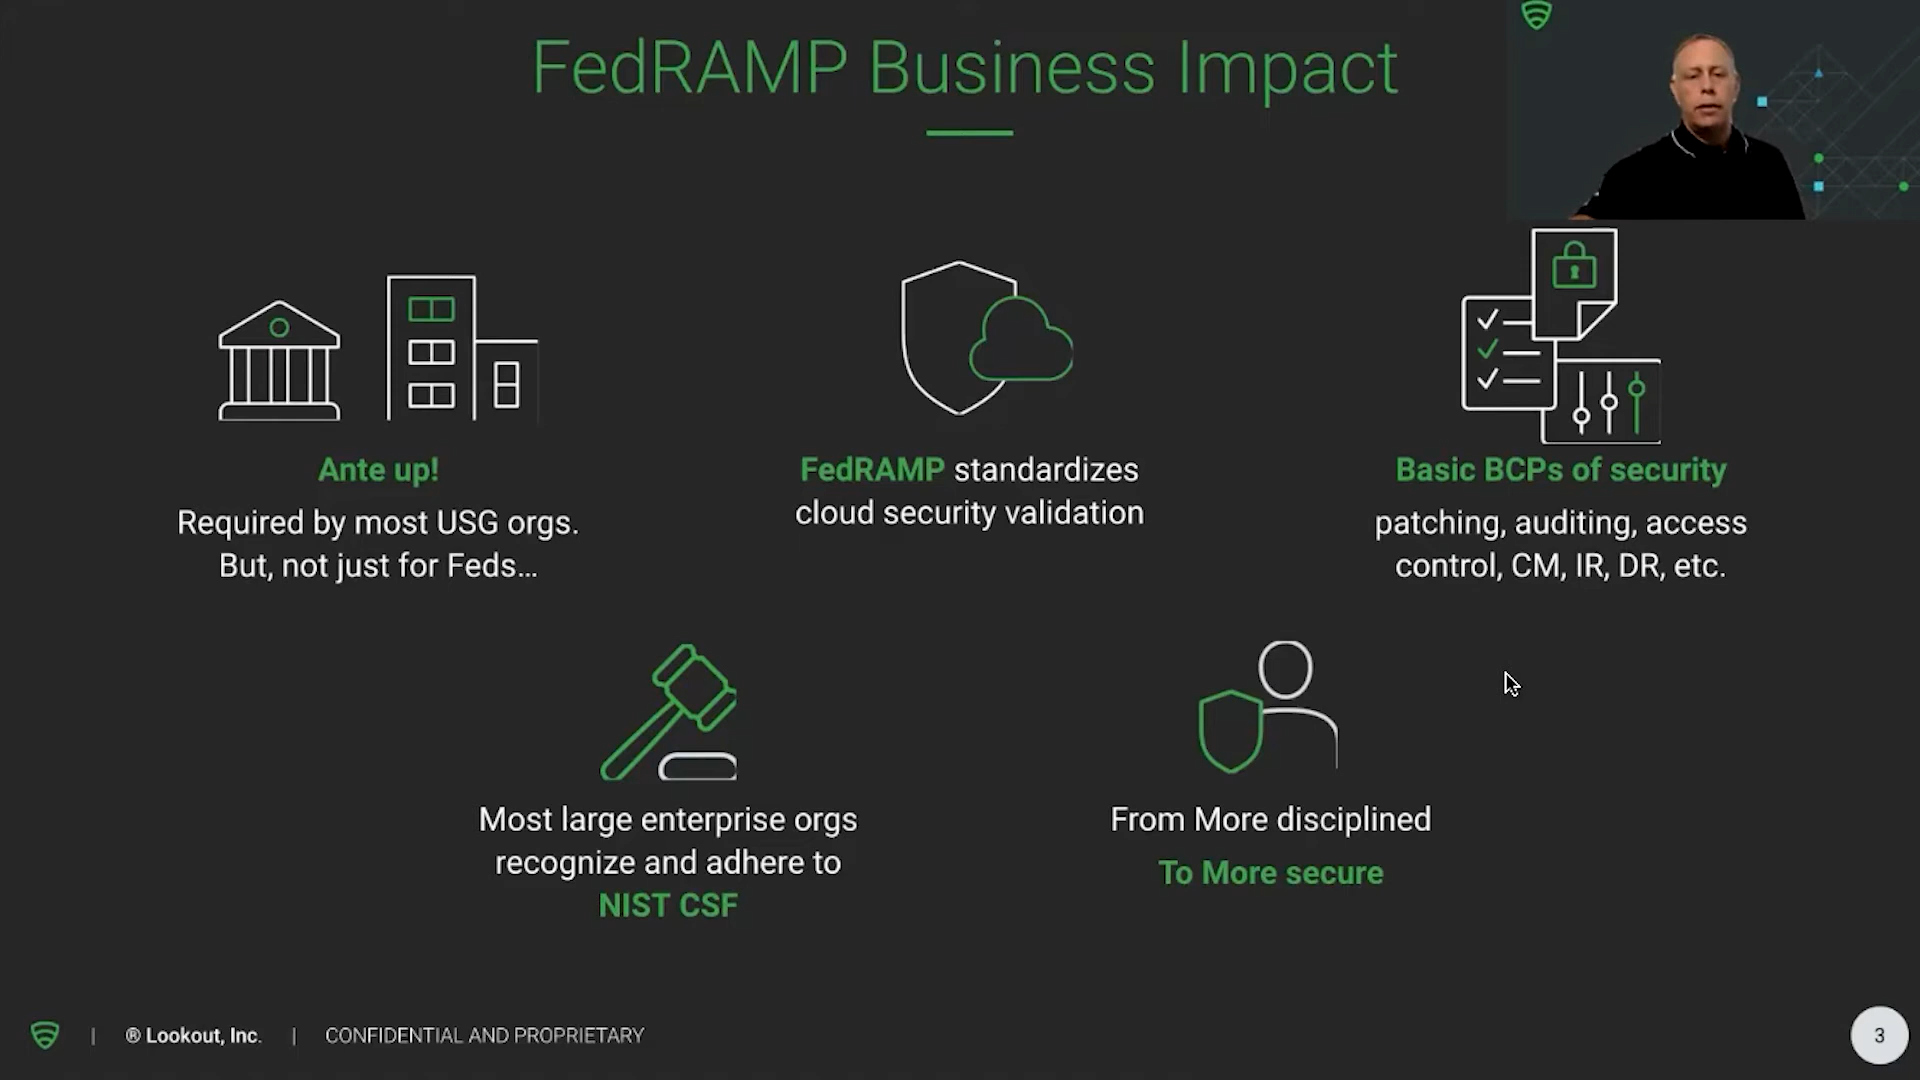 FedRAMP Business Impact
Ante up!
Required by most USG orgs.
But, not just for Feds...
FedRAMP standardizes
cloud security validation
Basic BCPs of security
patching, auditing, access
control, CM, IR, DR, etc.
Most large enterprise orgs
recognize and adhere to
NIST CSF
From More disciplined
To More secure
| ® Lookout, Inc. | CONFIDENTIAL AND PROPRIETARY
3